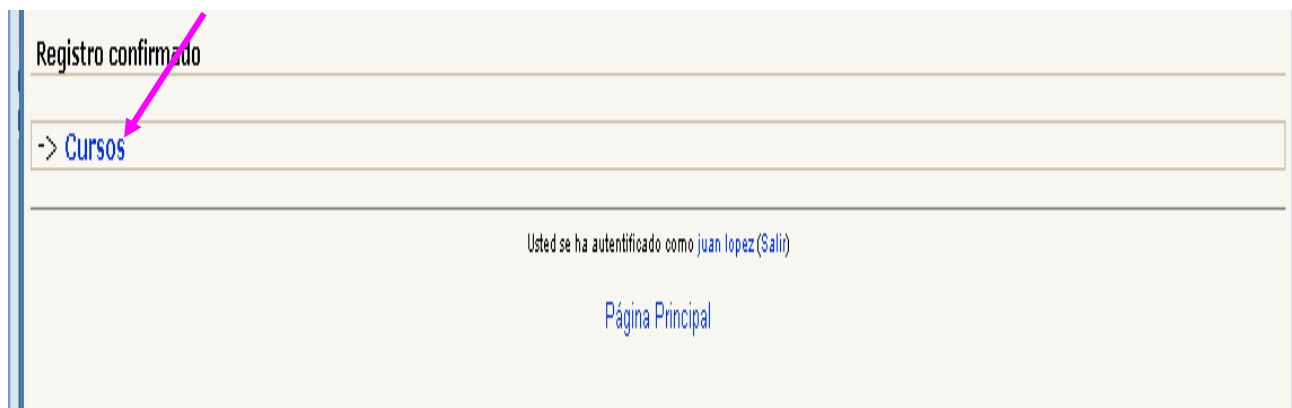 Registro confirmado
-> Cursos
Usted se ha autentificado como juan lopez (Salir)
Página Principal